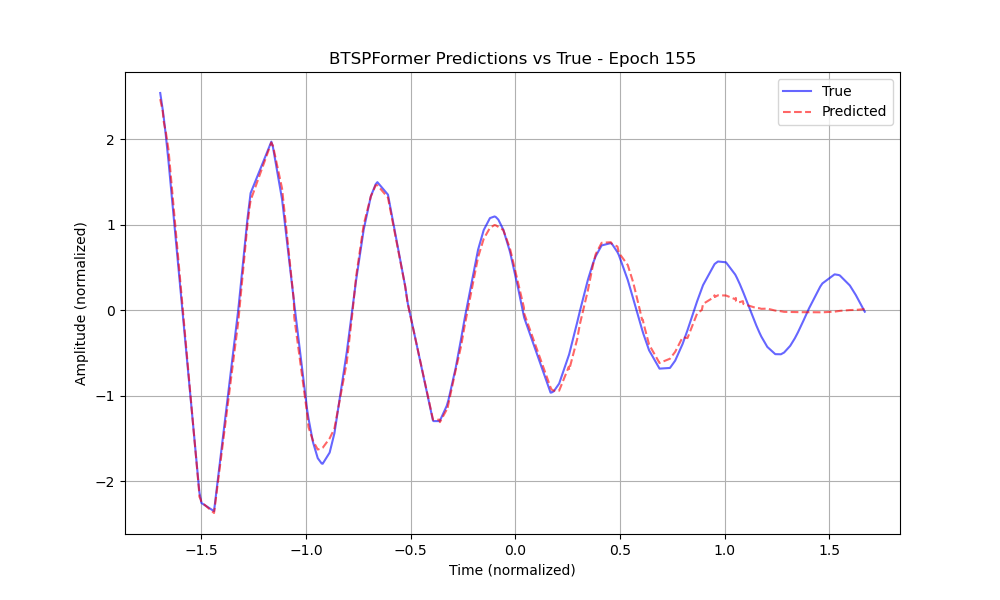 BTSPFormer Predictions vs True - Epoch 155
True
Predicted
Amplitude (normalized)
2
1
0
−1
−2
−1.5
−1.0
−0.5
0.0
0.5
1.0
1.5
Time (normalized)